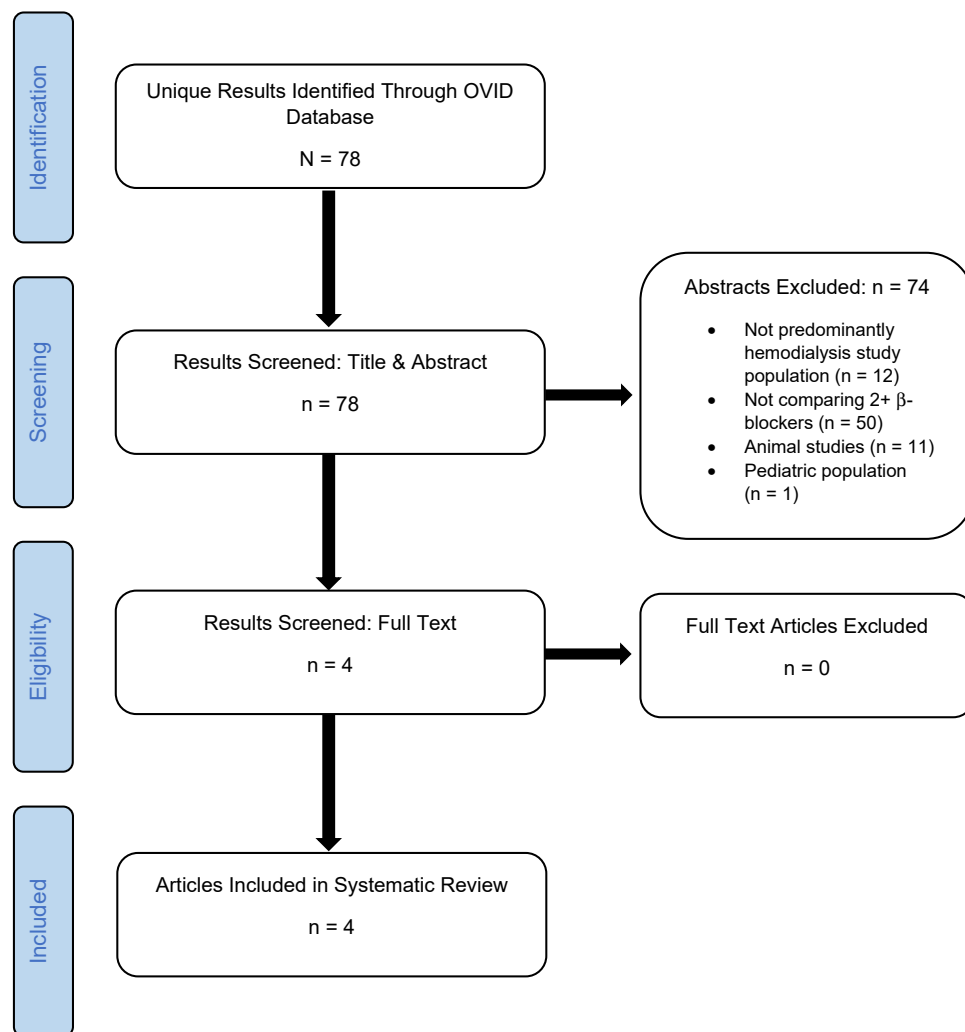 Identification
Unique Results Identified Through OVID
Database
N = 78
Screening
Results Screened: Title & Abstract
n = 78
Abstracts Excluded: n = 74
• Not predominantly
hemodialysis study
population (n = 12)
• Not comparing 2+ β-
blockers (n = 50)
• Animal studies (n = 11)
• Pediatric population
(n = 1)
Eligibility
Results Screened: Full Text
n = 4
Full Text Articles Excluded
n = 0
Included
Articles Included in Systematic Review
n = 4